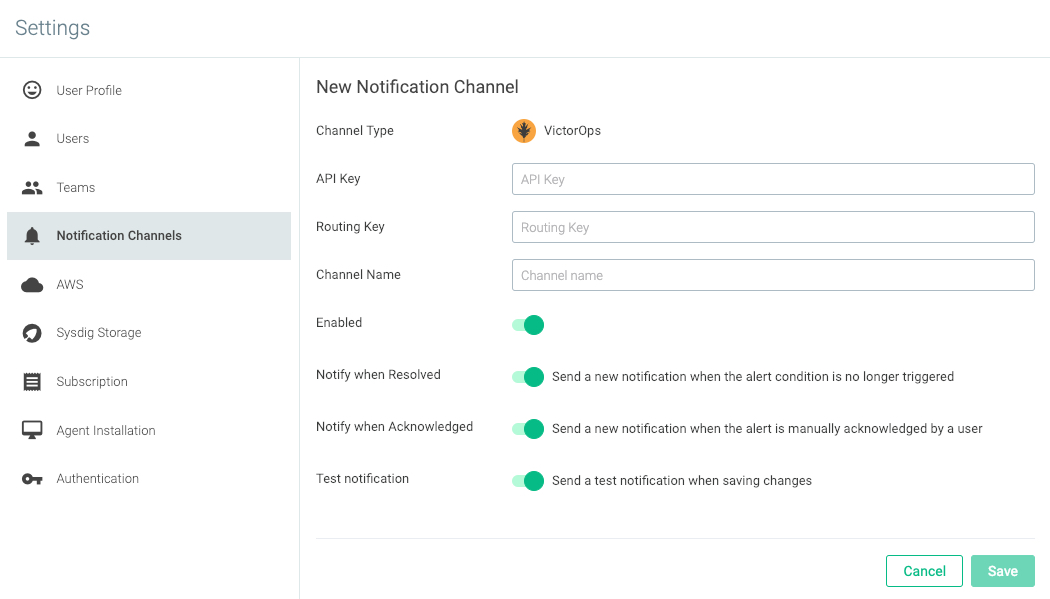 Settings
User Profile
Users
Teams
Notification Channels
AWS
Sysdig Storage
Subscription
Agent Installation
Authentication
New Notification Channel
Channel Type
VictorOps
API Key
API Key
Routing Key
Routing Key
Channel Name
Channel name
Enabled
Notify when Resolved
Send a new notification when the alert condition is no longer triggered
Notify when Acknowledged
Send a new notification when the alert is manually acknowledged by a user
Test notification
Send a test notification when saving changes
Cancel
Save